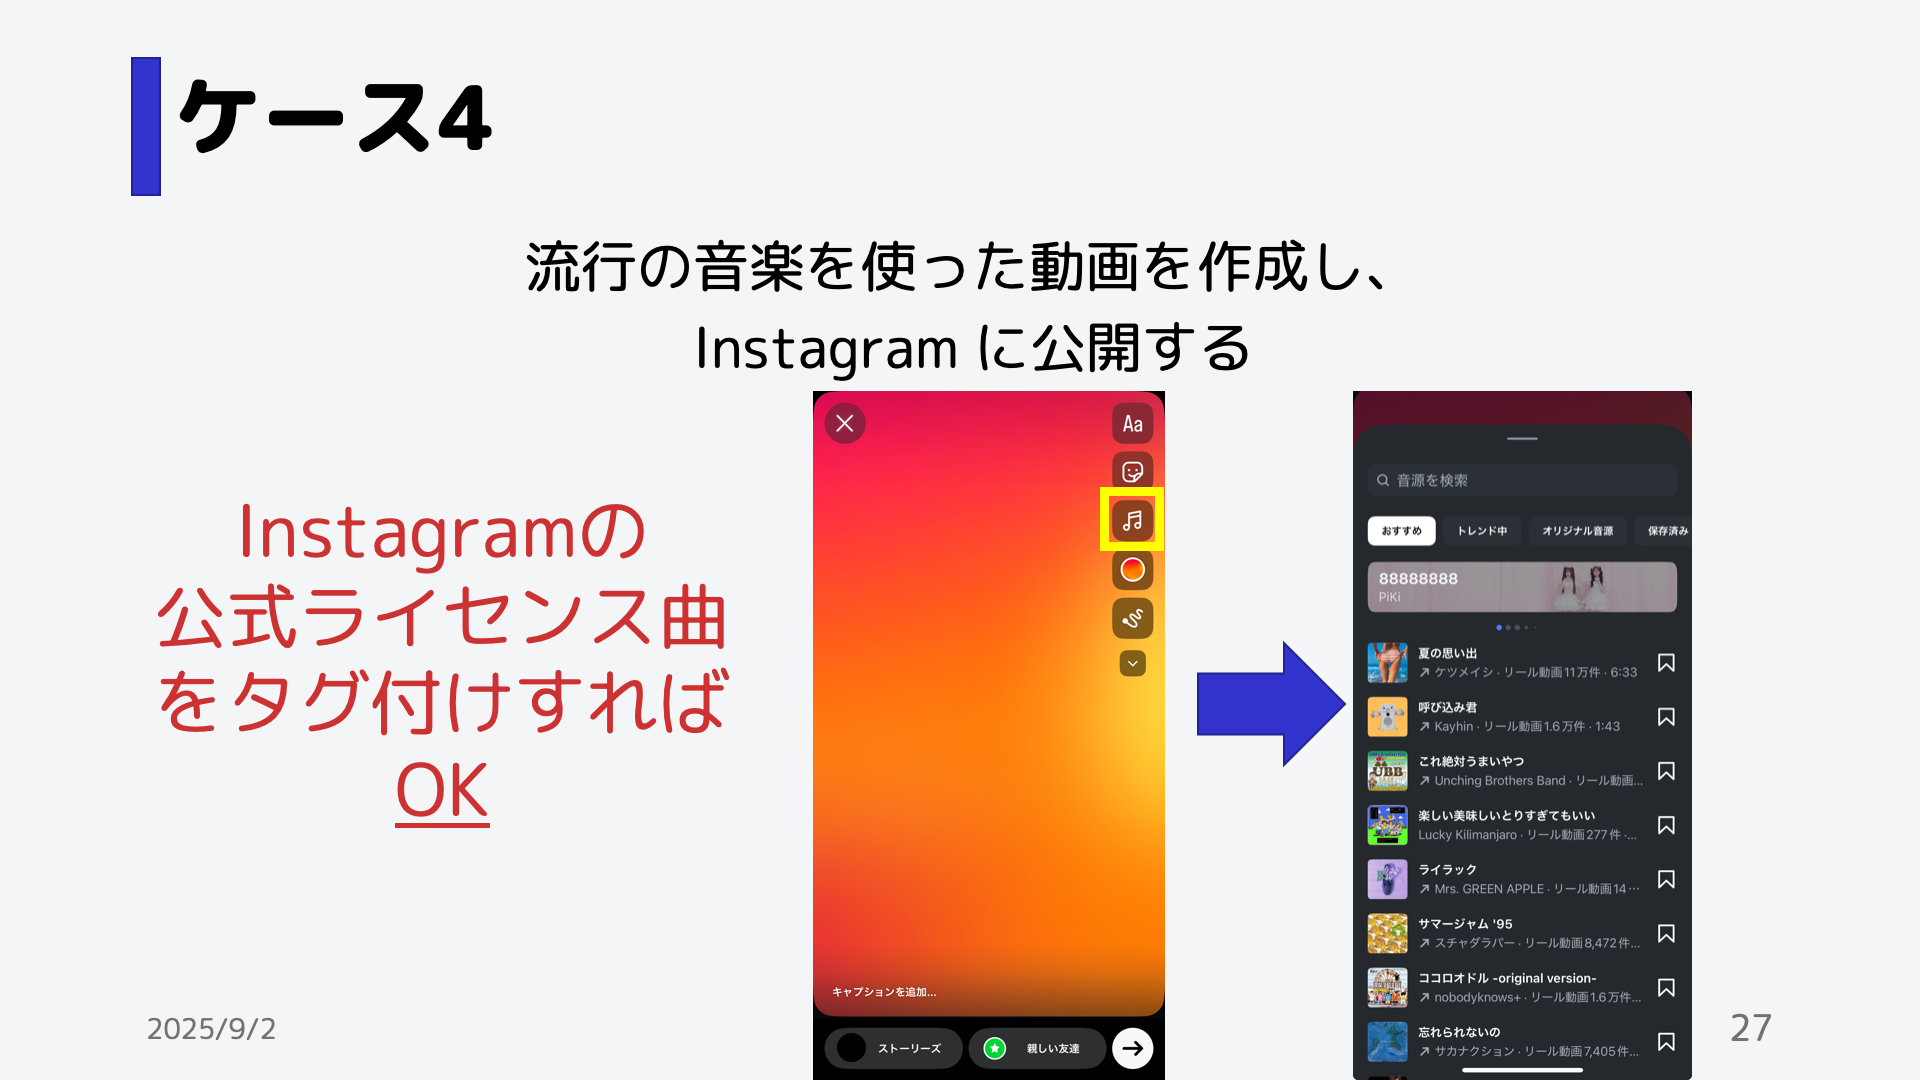 ケース4
流行の音楽を使った動画を作成し、
Instagram に公開する
Instagramの
公式ライセンス曲
をタグ付けすれば
OK
Aa
キャプションを追加...
ストーリーズ
親しい友達
音源を検索
おすすめ
トレンド中
オリジナル音源
保存済み
88888888
PiKi
夏の思い出
ケツメイシ · リール動画11万件 · 6:33
呼び込み君
Kayhin · リール動画1.6万件 · 1:43
これ絶対うまいやつ
Unching Brothers Band · リール動画...
楽しい美味しいとりすぎてもいい
Lucky Kilimanjaro · リール動画277件 ·...
ライラック
Mrs. GREEN APPLE · リール動画14…
サマージャム '95
スチャダラパー · リール動画8,472件...
ココロオドル -original version-
nobodyknows+ · リール動画1.6万件...
忘れられないの
サカナクション · リール動画7,405件...
2025/9/2
27